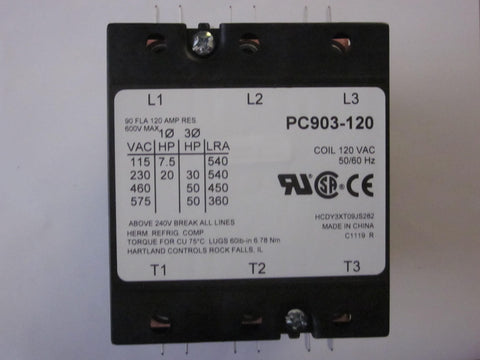 L1 L2 L3
90 FLA 120 AMP RES.
600V MAX. 1Ø 3Ø
VAC HP HP LRA
115 7.5 540
230 20 30 540
460 50 450
575 50 360
ABOVE 240V BREAK ALL LINES
HERM. REFRIG. COMP.
TORQUE FOR CU 75°C. LUGS 60lb-in 6.78 Nm
HARTLAND CONTROLS ROCK FALLS, IL
PC903-120
COIL 120 VAC
50/60 Hz
RU SA CE
HCDY3XT09JS282
MADE IN CHINA
C1119 R
T1 T2 T3